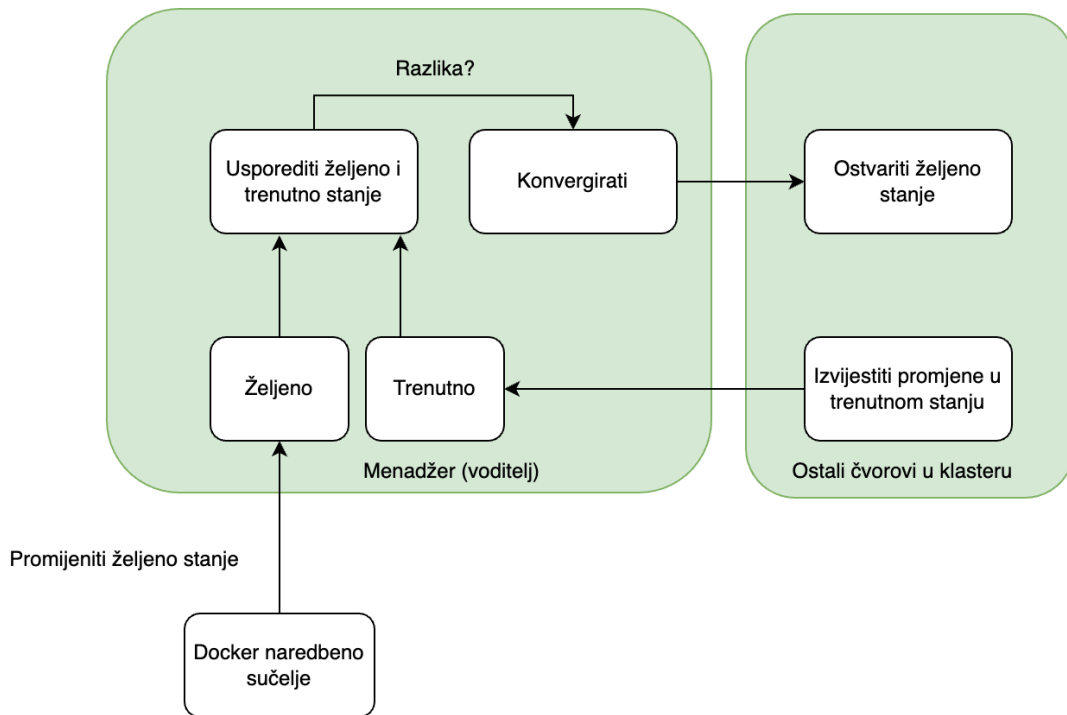 Razlika?
Usporediti željeno i
trenutno stanje
Konvergirati
Ostvariti željeno
stanje
Željeno
Trenutno
Izvijestiti promjene u
trenutnom stanju
Menadžer (voditelj)
Ostali čvorovi u klasteru
Promijeniti željeno stanje
Docker naredbeno
sučelje